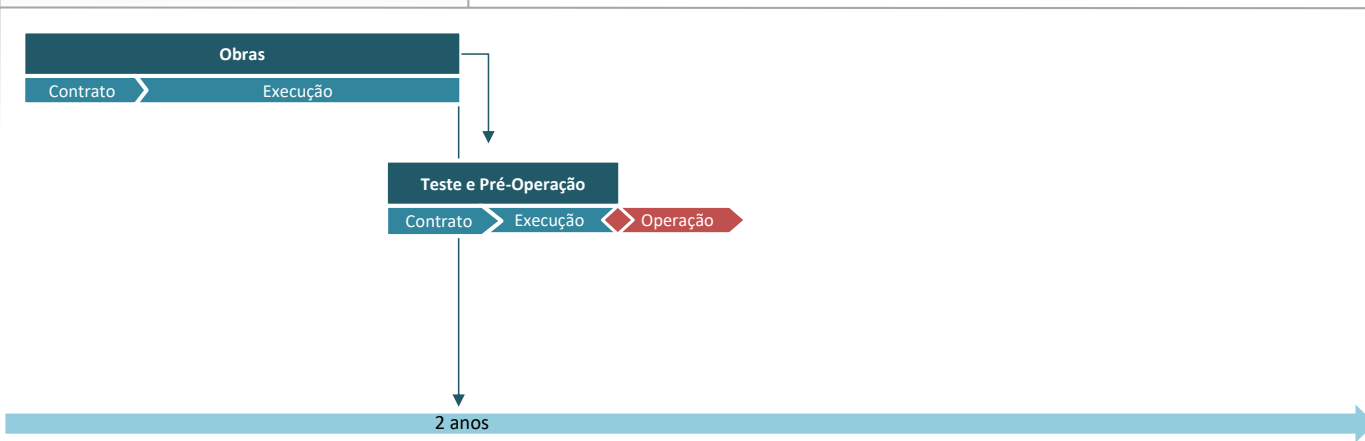 Obras
Contrato
Execução
Teste e Pré-Operação
Contrato
Execução
Operação
2 anos